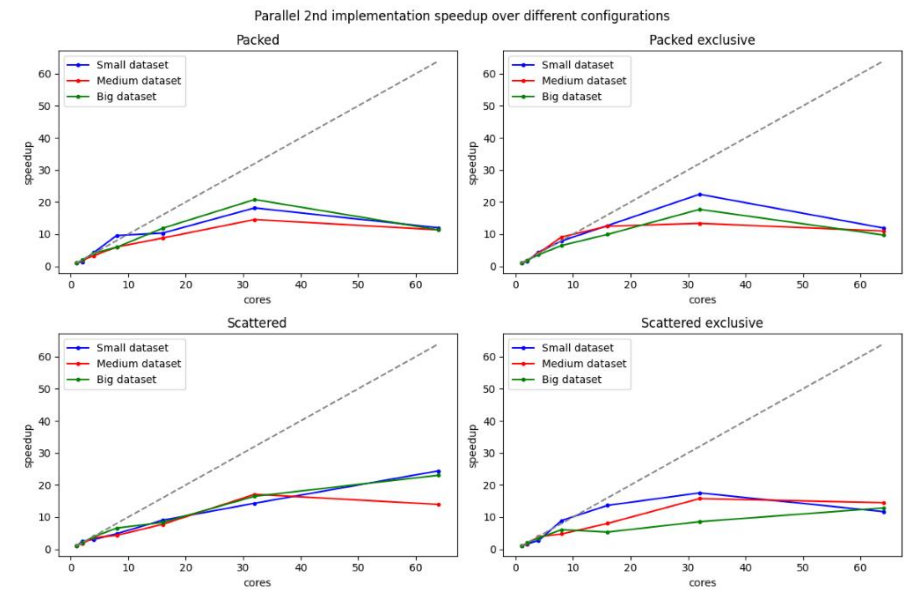 Parallel 2nd implementation speedup over different configurations
Packed
Small dataset
Medium dataset
Big dataset
60
50
40
30
20
10
0
speedup
0 10 20 30 40 50 60
cores
Packed exclusive
Small dataset
Medium dataset
Big dataset
60
50
40
30
20
10
0
speedup
0 10 20 30 40 50 60
cores
Scattered
Small dataset
Medium dataset
Big dataset
60
50
40
30
20
10
0
speedup
0 10 20 30 40 50 60
cores
Scattered exclusive
Small dataset
Medium dataset
Big dataset
60
50
40
30
20
10
0
speedup
0 10 20 30 40 50 60
cores